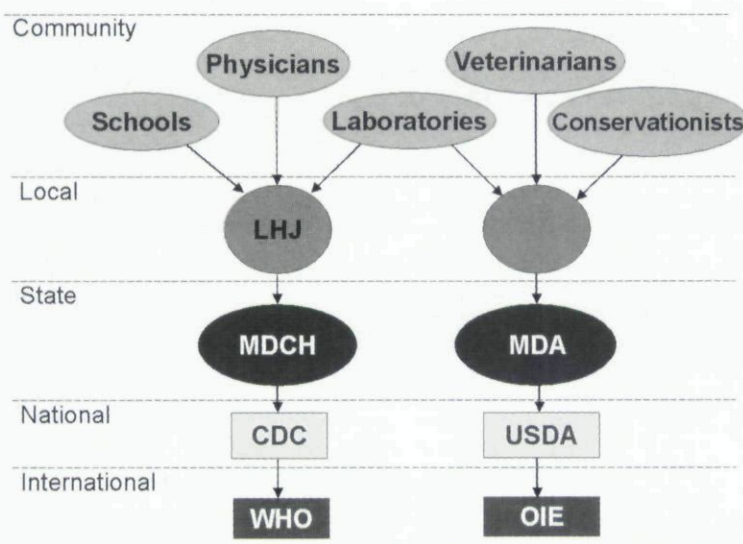 Community
Physicians
Veterinarians
Schools
Laboratories
Conservationists
Local
LHJ
State
MDCH
MDA
National
CDC
USDA
International
WHO
OIE